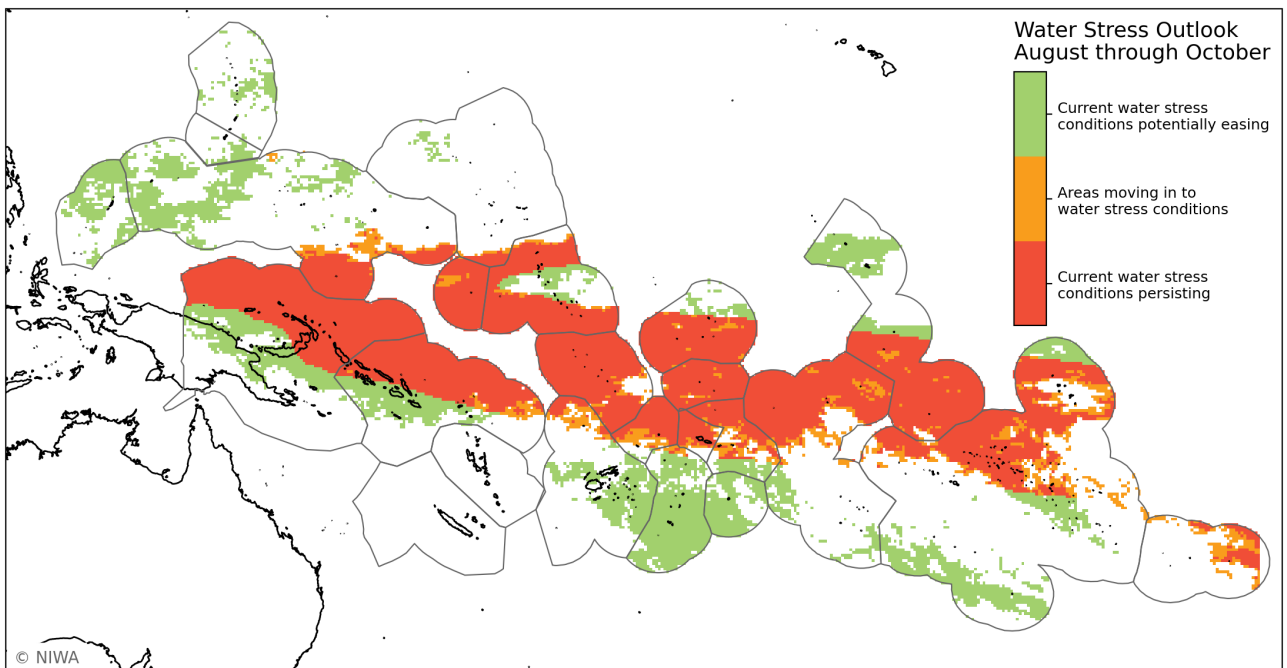 Water Stress Outlook
August through October
Current water stress
conditions potentially easing
Areas moving in to
water stress conditions
Current water stress
conditions persisting
© NIWA